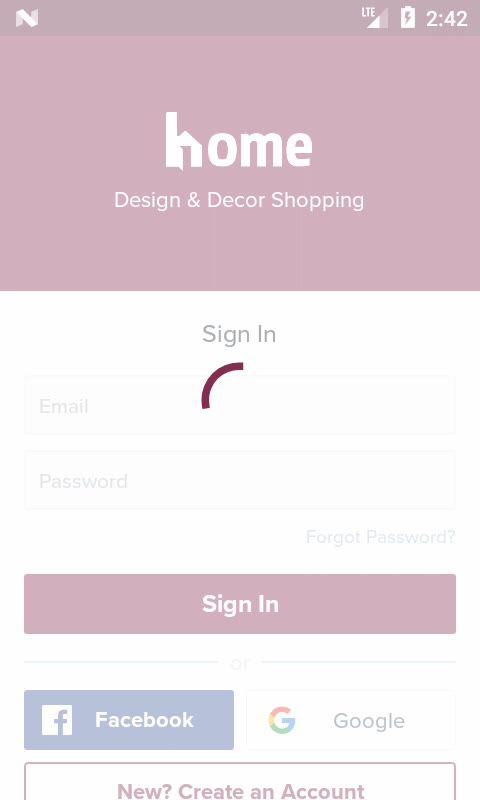 LTE 2:42
home
Design & Decor Shopping
Sign In
Email
Password
Forgot Password?
Sign In
or
Facebook Google
New? Create an Account